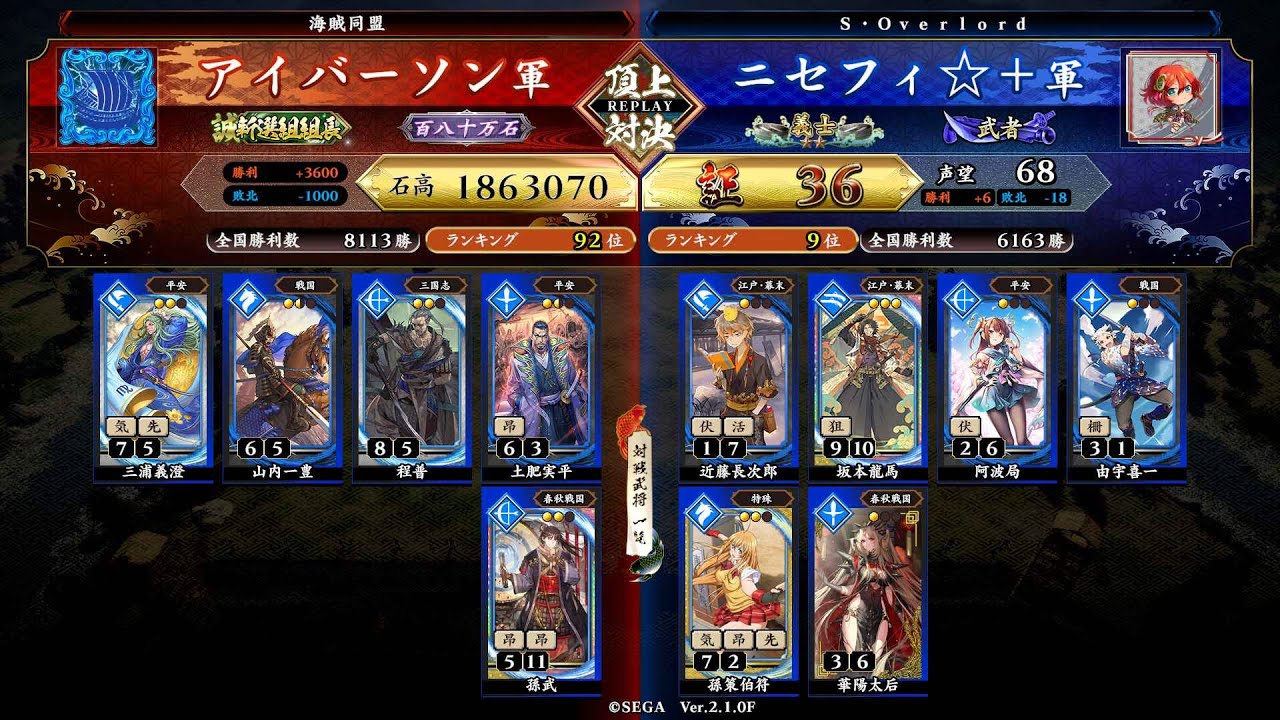 海賊同盟
S・Overlord
アイバーソン軍
頂上
REPLAY
対決
ニセフィ☆＋軍
誠新選組組長
百八十万石
義士
武者
勝利 +3600
敗北 -1000
石高 1863070
証 36
声望 68
勝利 +6 敗北 -18
全国勝利数 8113勝
ランキング 92位
ランキング 9位
全国勝利数 6163勝
平安
戦国
三国志
平安
江戸・幕末
江戸・幕末
平安
戦国
気 先
昂
伏 活
狙
伏
柵
7 5
6 5
8 5
6 3
1 7
9 10
2 6
3 1
三浦義澄
山内一豊
程普
土肥実平
近藤長次郎
坂本龍馬
阿波局
由宇喜一
対戦武将一覧
春秋戦国
特殊
春秋戦国
昂 昂
気 昂 先
5 11
7 2
3 6
孫武
孫策伯符
華陽太后
©SEGA Ver.2.1.0F